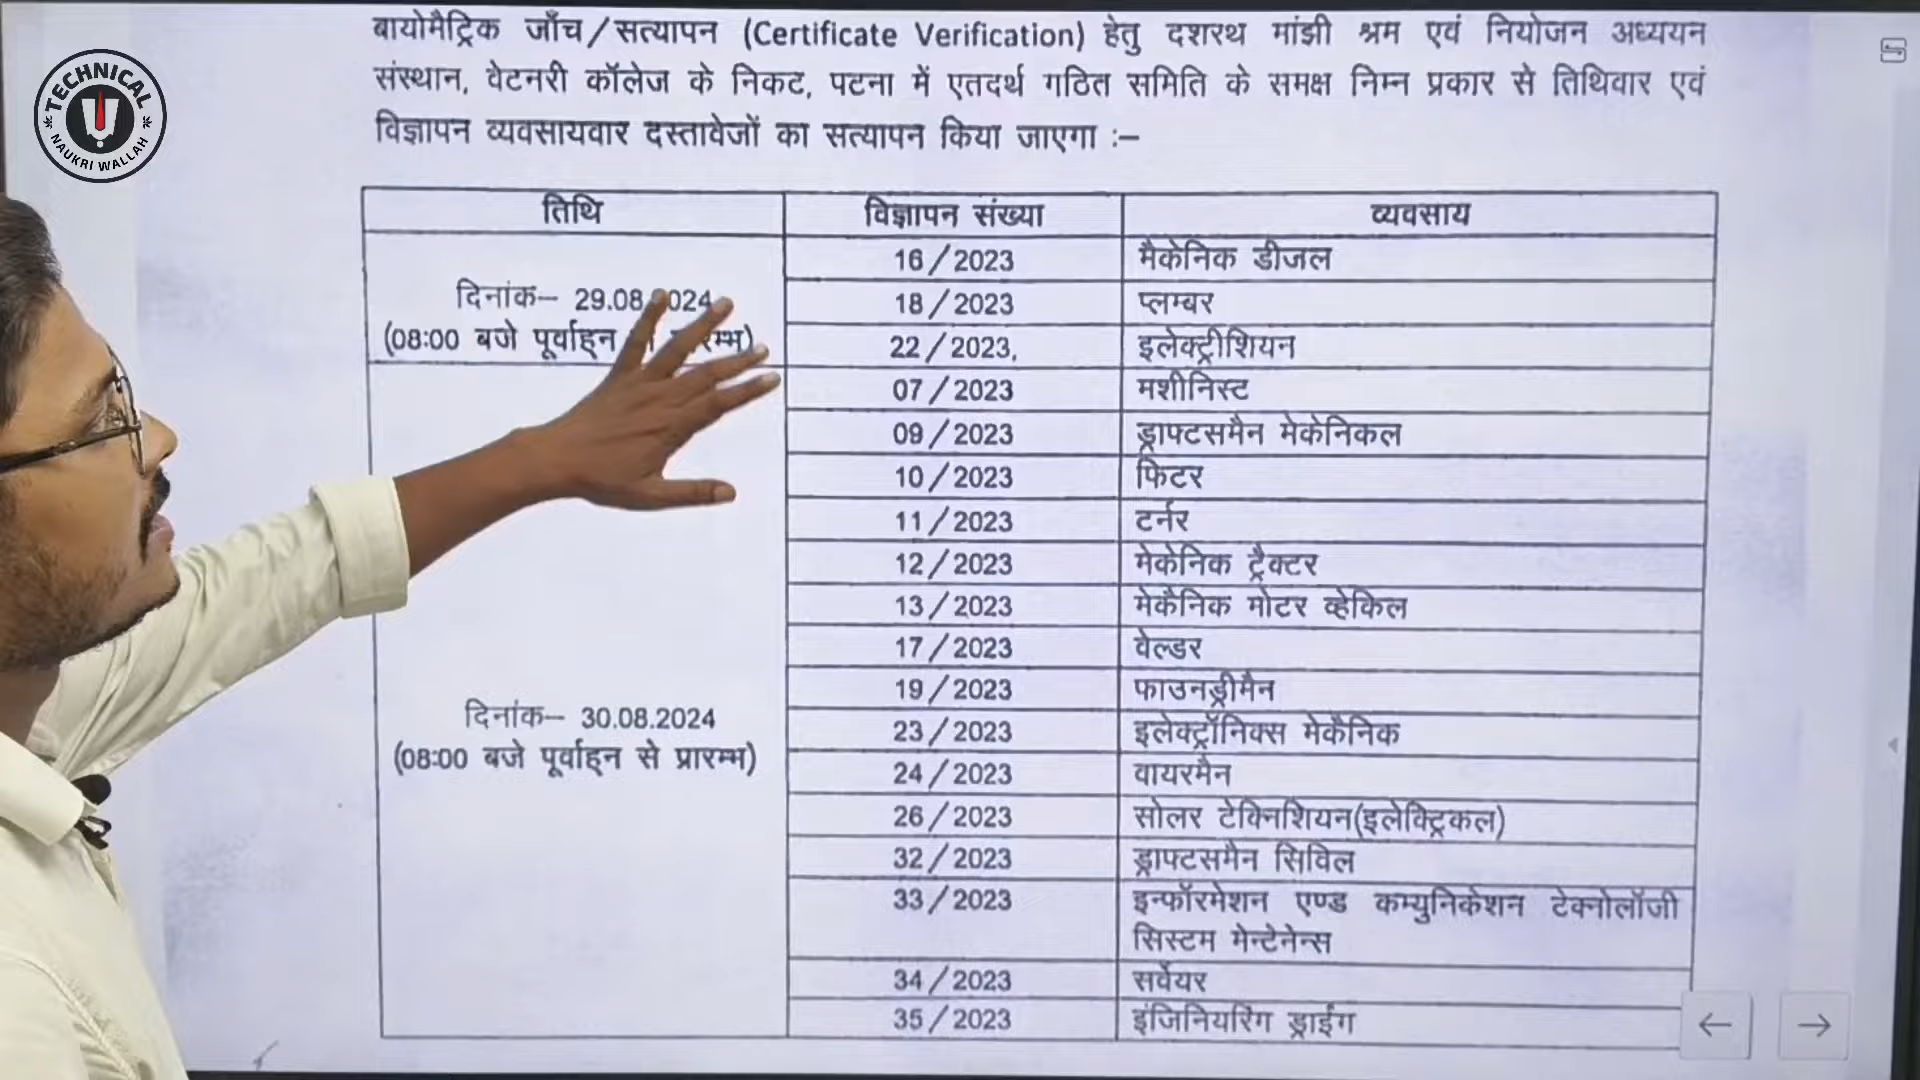 TECHNICAL
NAUKRI WALLAH
बायोमैट्रिक जाँच/सत्यापन (Certificate Verification) हेतु दशरथ मांझी श्रम एवं नियोजन अध्ययन
संस्थान, वेटनरी कॉलेज के निकट, पटना में एतदर्थ गठित समिति के समक्ष निम्न प्रकार से तिथिवार एवं
विज्ञापन व्यवसायवार दस्तावेजों का सत्यापन किया जाएगा :–
तिथि विज्ञापन संख्या व्यवसाय
16/2023 मैकेनिक डीजल
दिनांक– 29.08.2024
18/2023 प्लम्बर
(08:00 बजे पूर्वाह्न प्रारम्भ)
22/2023, इलेक्ट्रीशियन
07/2023 मशीनिस्ट
09/2023 ड्राफ्टसमैन मेकेनिकल
10/2023 फिटर
11/2023 टर्नर
12/2023 मेकेनिक ट्रैक्टर
13/2023 मेकैनिक मोटर व्हेकिल
17/2023 वेल्डर
19/2023 फाउनड्रीमैन
दिनांक– 30.08.2024
23/2023 इलेक्ट्रॉनिक्स मेकैनिक
(08:00 बजे पूर्वाह्न से प्रारम्भ)
24/2023 वायरमैन
26/2023 सोलर टेक्निशियन(इलेक्ट्रिकल)
32/2023 ड्राफ्टसमैन सिविल
33/2023 इन्फॉरमेशन एण्ड कम्युनिकेशन टेक्नोलॉजी
सिस्टम मेन्टेनेन्स
34/2023 सर्वेयर
35/2023 इंजिनियरिंग ड्राईंग